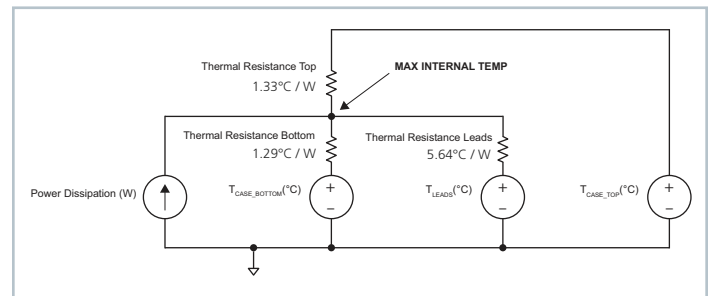 Thermal Resistance Top
1.33°C / W
MAX INTERNAL TEMP
Thermal Resistance Bottom
1.29°C / W
Thermal Resistance Leads
5.64°C / W
Power Dissipation (W)
T_CASE_BOTTOM(°C)
+
–
T_LEADS(°C)
+
–
T_CASE_TOP(°C)
+
–